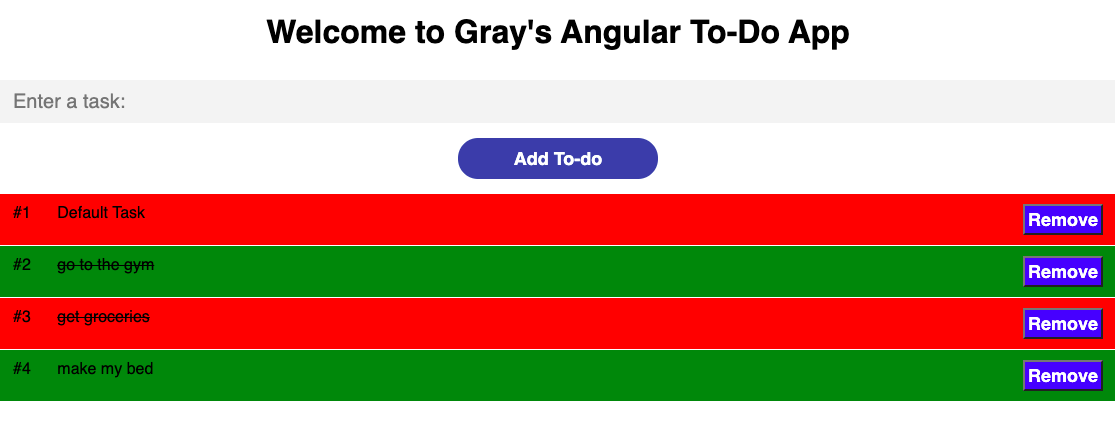 Welcome to Gray's Angular To-Do App
Enter a task:
Add To-do
#1 Default Task Remove
#2 go to the gym Remove
#3 get groceries Remove
#4 make my bed Remove